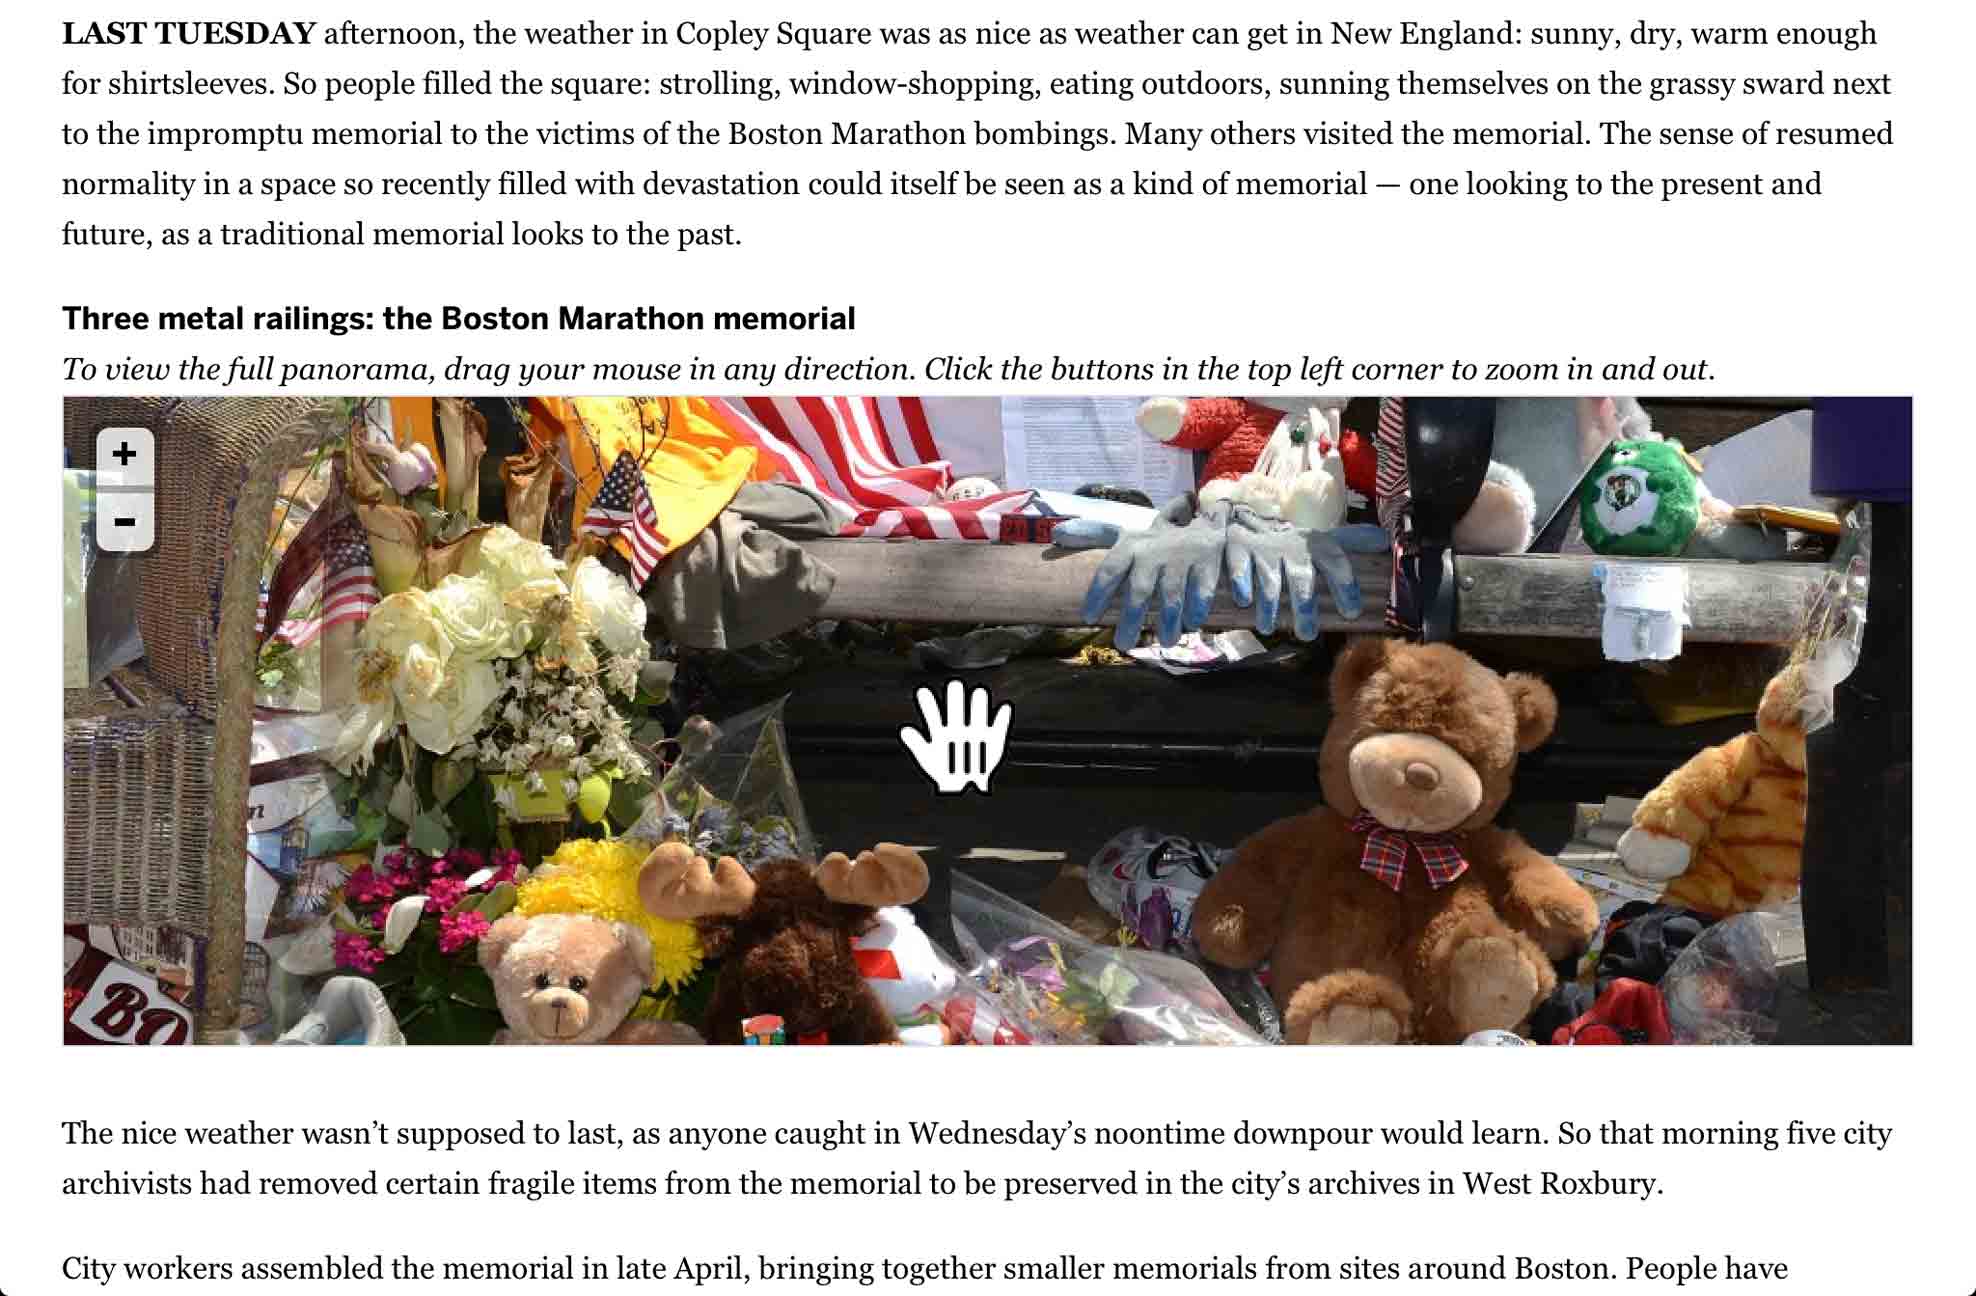 LAST TUESDAY afternoon, the weather in Copley Square was as nice as weather can get in New England: sunny, dry, warm enough
for shirtsleeves. So people filled the square: strolling, window-shopping, eating outdoors, sunning themselves on the grassy sward next
to the impromptu memorial to the victims of the Boston Marathon bombings. Many others visited the memorial. The sense of resumed
normality in a space so recently filled with devastation could itself be seen as a kind of memorial — one looking to the present and
future, as a traditional memorial looks to the past.
Three metal railings: the Boston Marathon memorial
To view the full panorama, drag your mouse in any direction. Click the buttons in the top left corner to zoom in and out.
+
-
BO
The nice weather wasn’t supposed to last, as anyone caught in Wednesday’s noontime downpour would learn. So that morning five city
archivists had removed certain fragile items from the memorial to be preserved in the city’s archives in West Roxbury.
City workers assembled the memorial in late April, bringing together smaller memorials from sites around Boston. People have